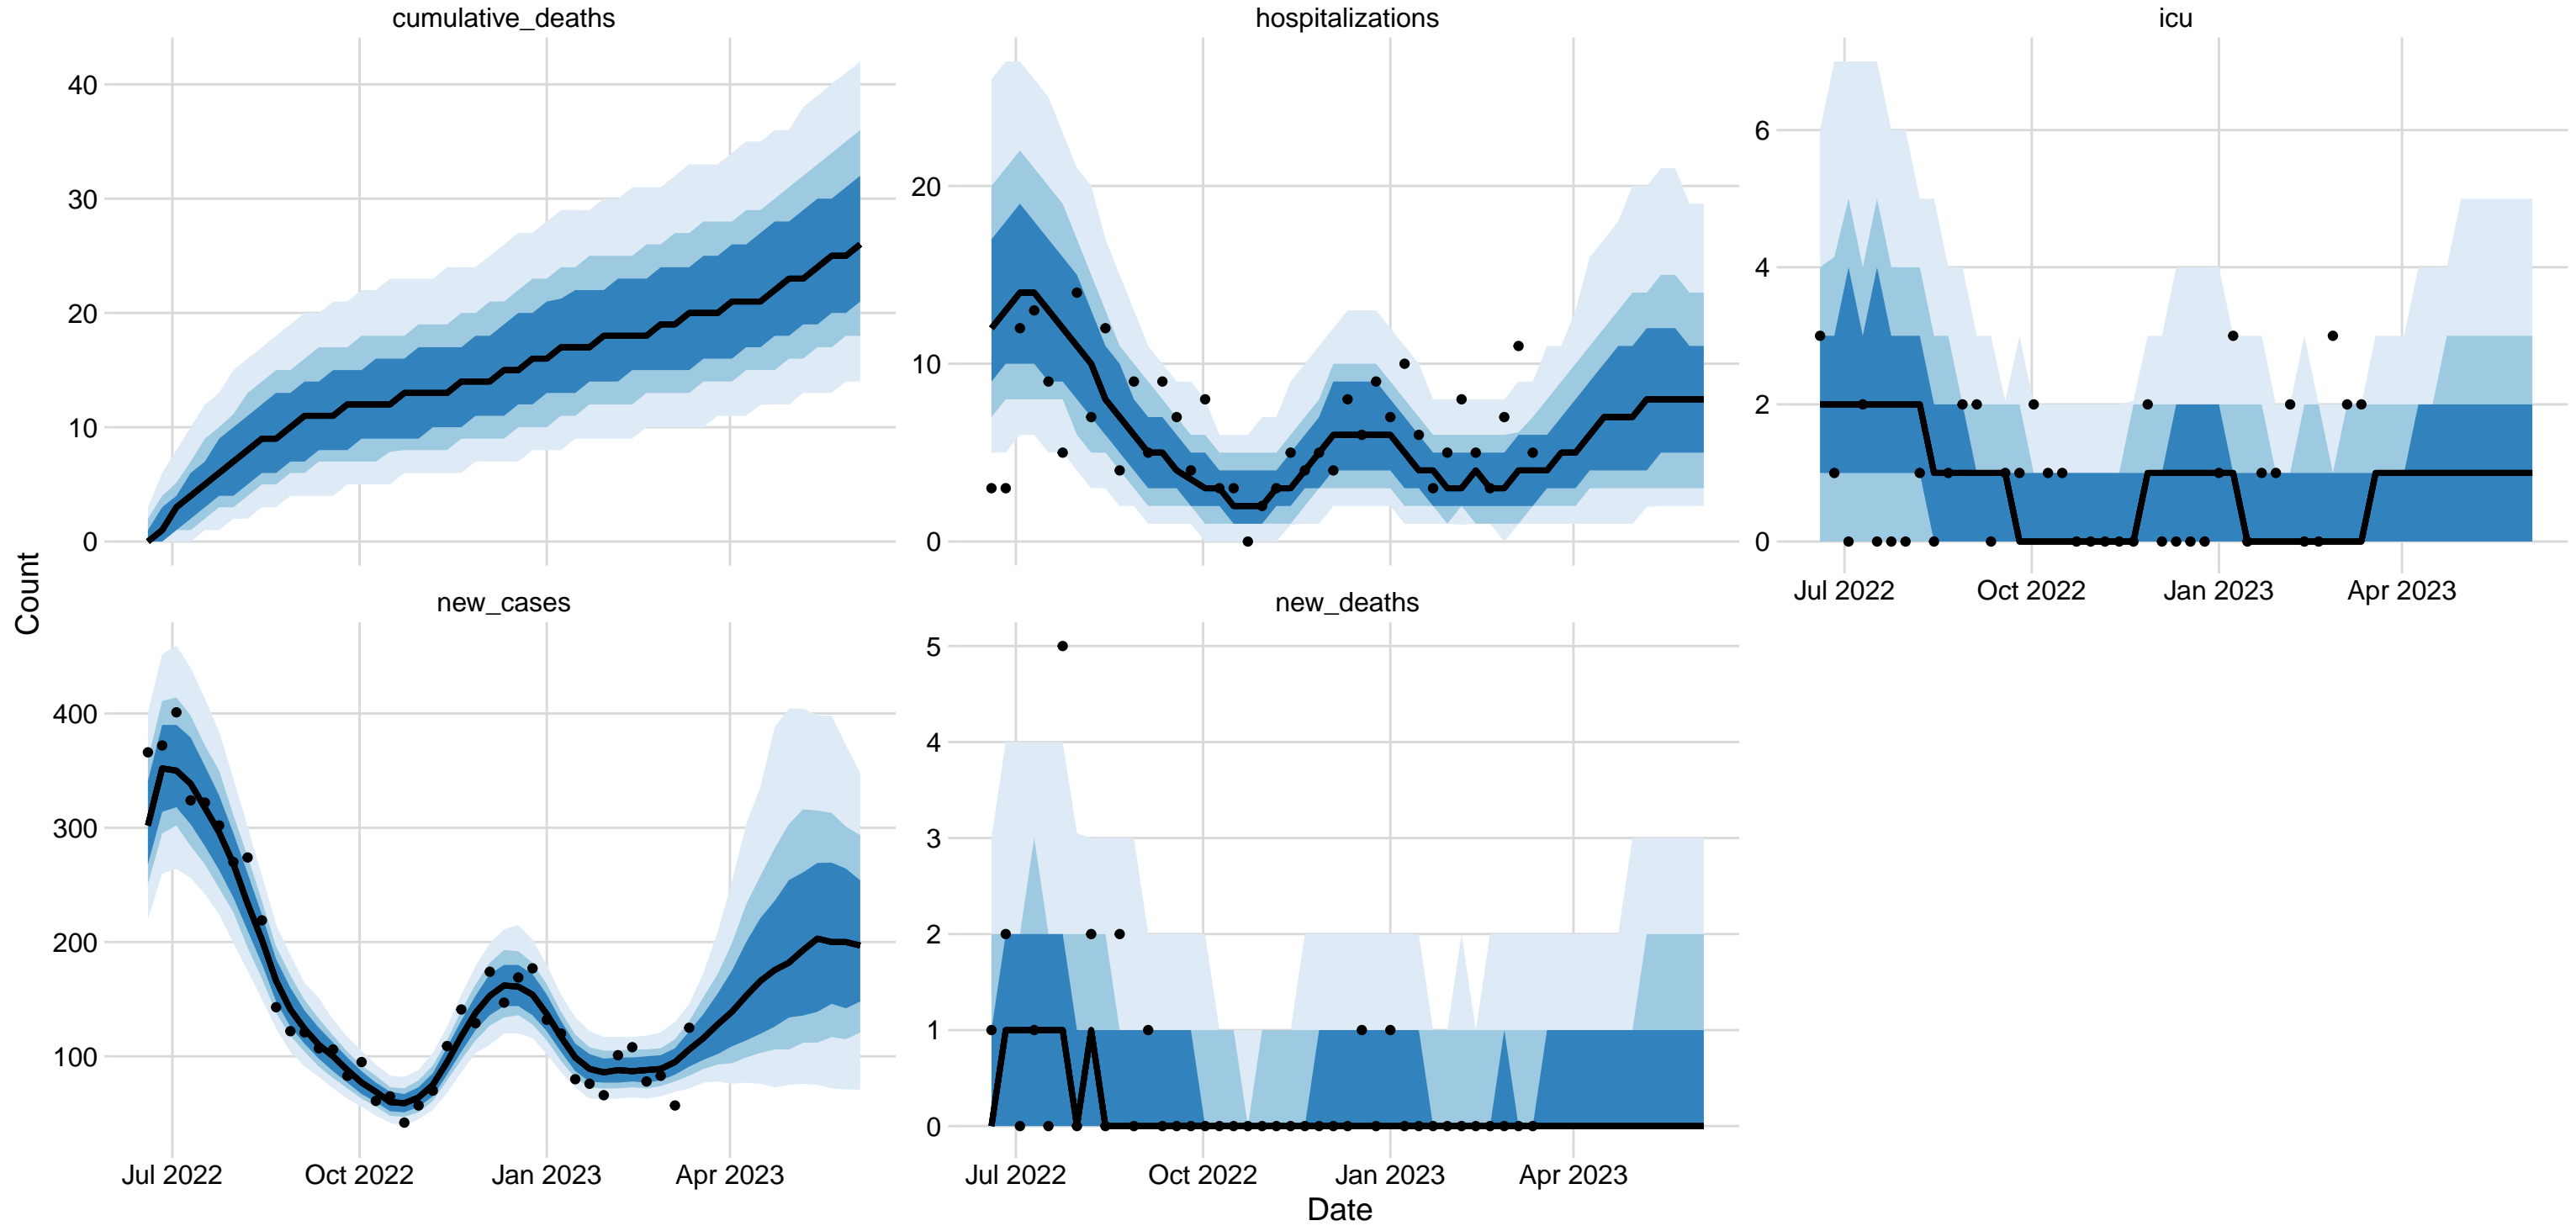 cumulative_deaths
hospitalizations
icu
40
30
20
10
0
20
10
0
6
4
2
0
Jul 2022 Oct 2022 Jan 2023 Apr 2023
Count
new_cases
new_deaths
400
300
200
100
5
4
3
2
1
0
Jul 2022 Oct 2022 Jan 2023 Apr 2023
Jul 2022 Oct 2022 Jan 2023 Apr 2023
Date